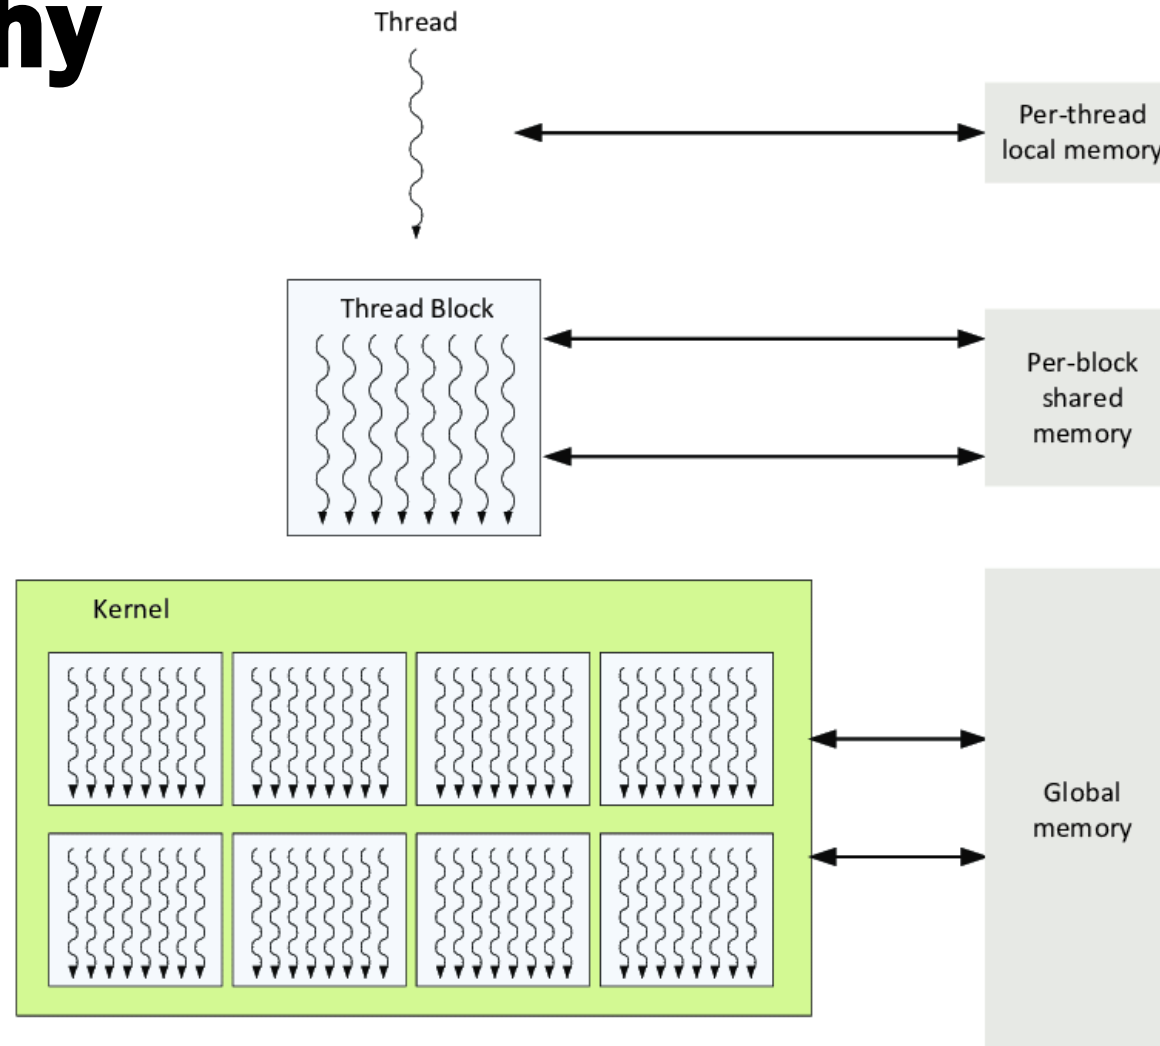 hy
Thread
Per-thread
local memory
Thread Block
Per-block
shared
memory
Kernel
Global
memory